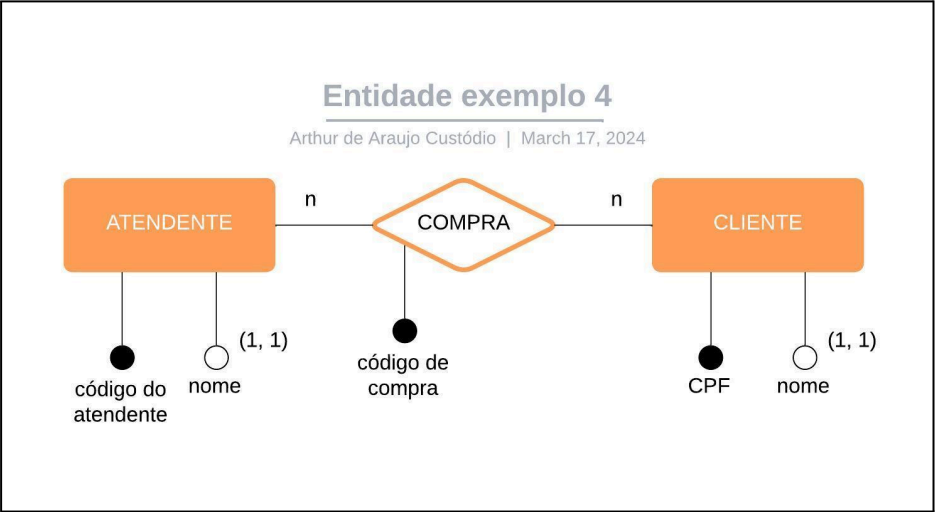 Entidade exemplo 4
Arthur de Araujo Custódio | March 17, 2024
ATENDENTE
n
COMPRA
n
CLIENTE
código do
atendente
nome
(1, 1)
código de
compra
CPF
nome
(1, 1)